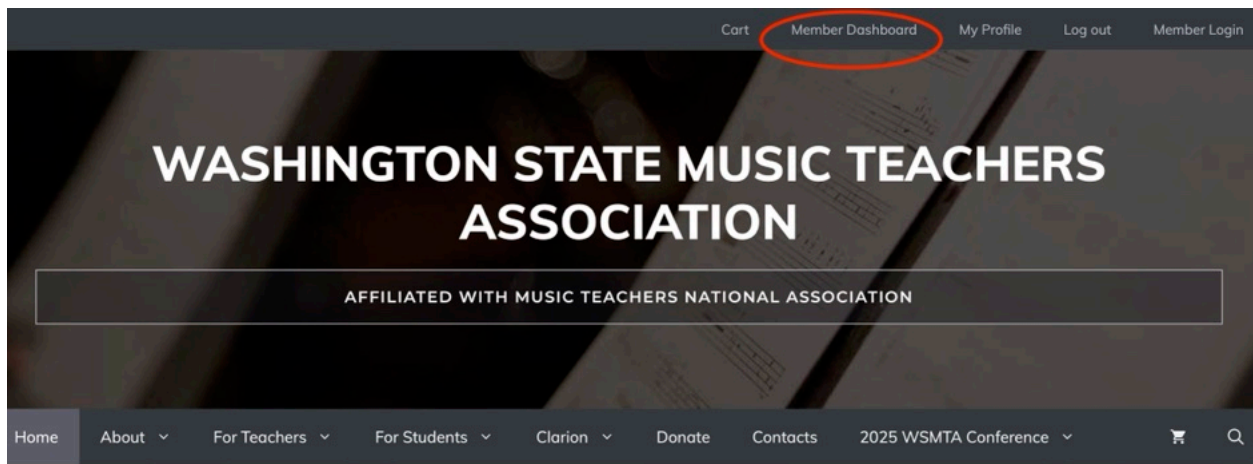 Cart Member Dashboard My Profile Log out Member Login
WASHINGTON STATE MUSIC TEACHERS
ASSOCIATION
AFFILIATED WITH MUSIC TEACHERS NATIONAL ASSOCIATION
Home About For Teachers For Students Clarion Donate Contacts 2025 WSMTA Conference